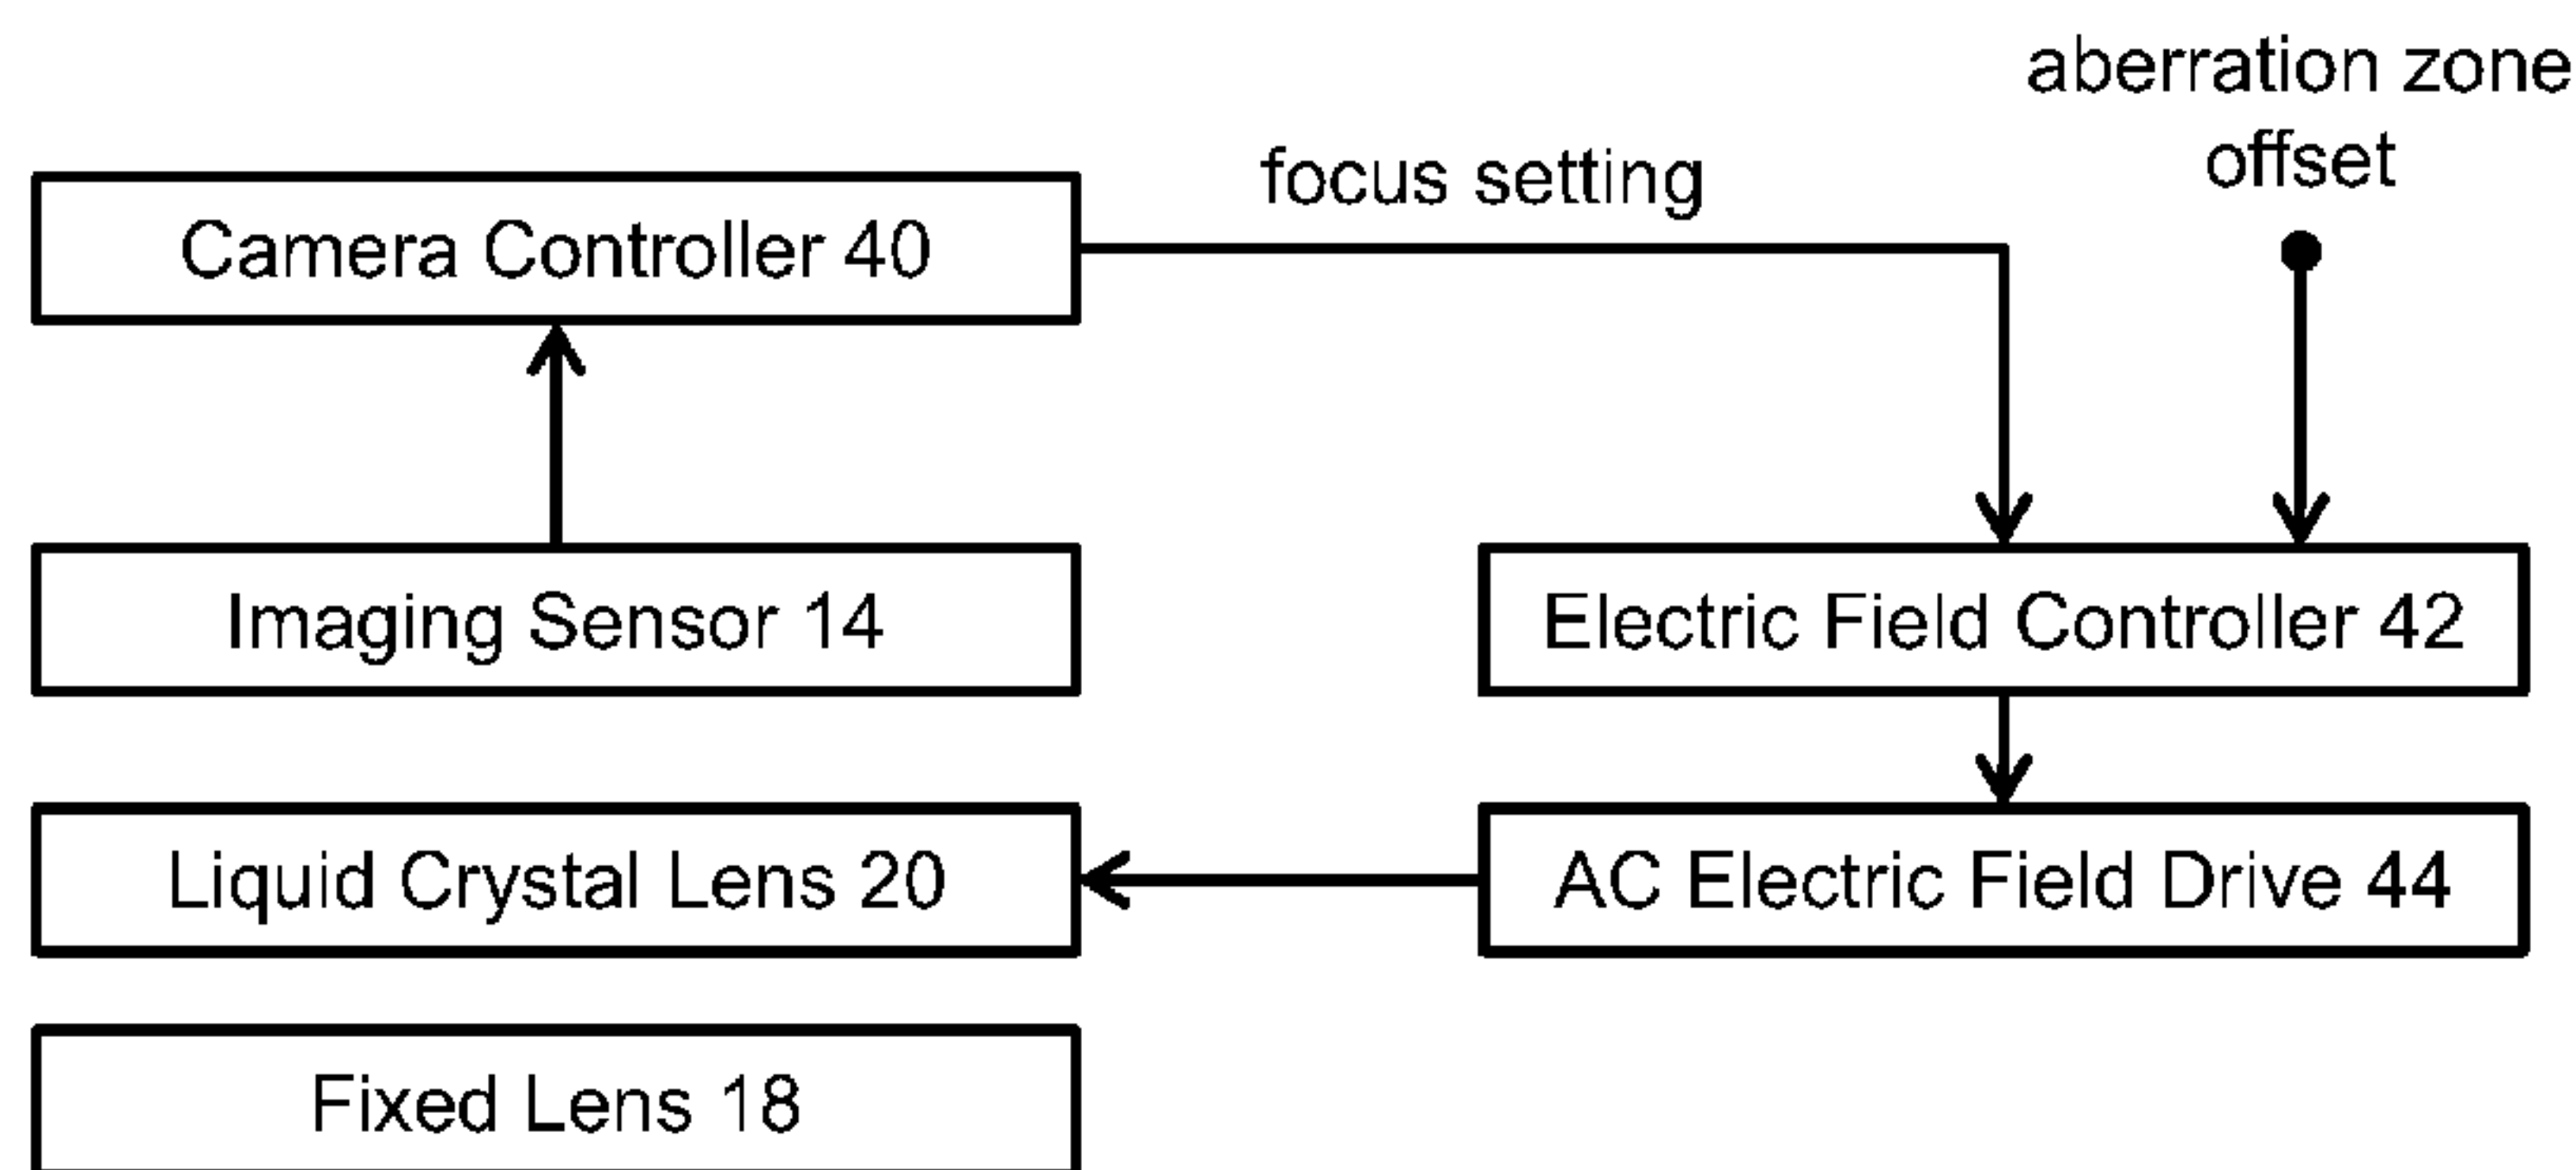 aberration zone
offset
focus setting
Camera Controller 40
Imaging Sensor 14
Electric Field Controller 42
Liquid Crystal Lens 20
AC Electric Field Drive 44
Fixed Lens 18